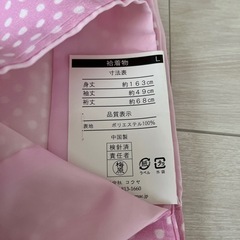 袷着物 L
寸法表
身丈 約163cm
袖丈 約49cm
裄丈 約68cm
品質表示
表地 ポリエステル100%
中国製
検針済
責任者